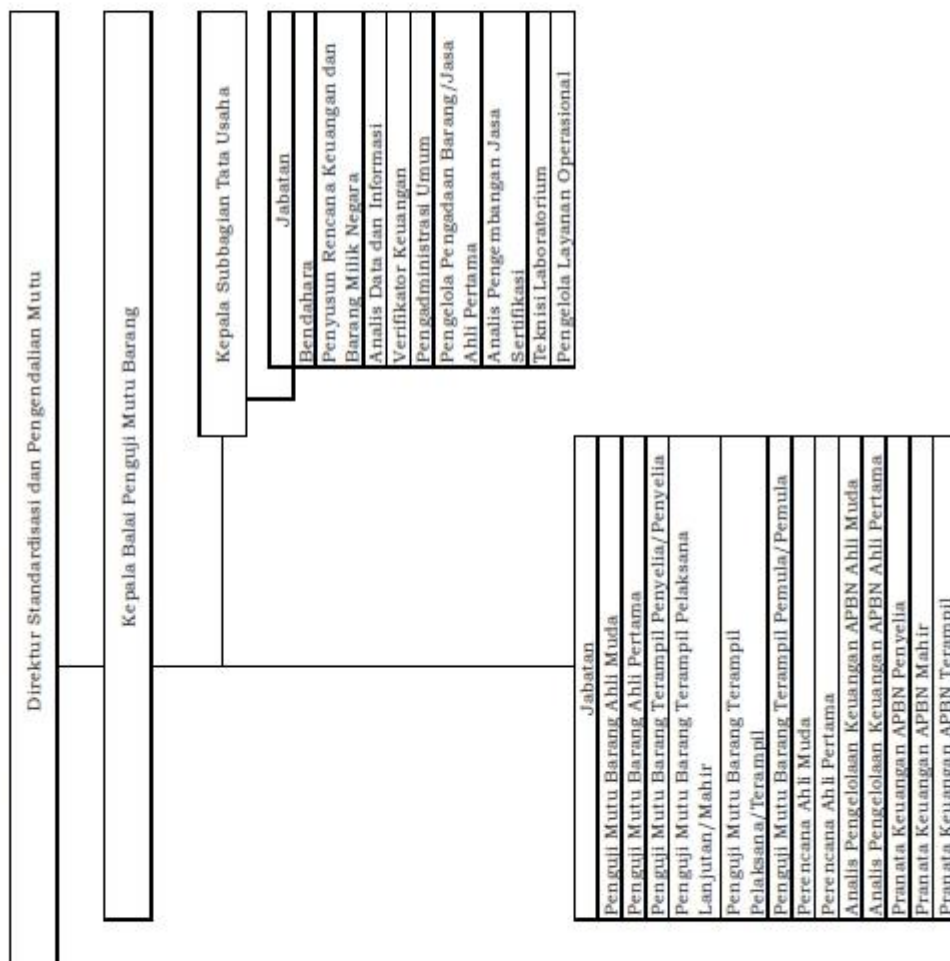 Direktur Standardisasi dan Pengendalian Mutu
Kepala Balai Penguji Mutu Barang
Kepala Subbagian Tata Usaha
Jabatan
Bendahara
Penyusun Rencana Keuangan dan
Barang Milik Negara
Analis Data dan Informasi
Verifikator Keuangan
Pengadministrasi Umum
Pengelola Pengadaan Barang/Jasa
Ahli Pertama
Analis Pengembangan Jasa
Sertifikasi
Teknisi Laboratorium
Pengelola Layanan Operasional
Jabatan
Penguji Mutu Barang Ahli Muda
Penguji Mutu Barang Ahli Pertama
Penguji Mutu Barang Terampil Penyelia/Penyelia
Penguji Mutu Barang Terampil Pelaksana
Lanjutan/Mahir
Penguji Mutu Barang Terampil
Pelaksana/Terampil
Penguji Mutu Barang Terampil Pemula/Pemula
Perencana Ahli Muda
Perencana Ahli Pertama
Analis Pengelolaan Keuangan APBN Ahli Muda
Analis Pengelolaan Keuangan APBN Ahli Pertama
Pranata Keuangan APBN Penyelia
Pranata Keuangan APBN Mahir
Pranata Keuangan APBN Terampil